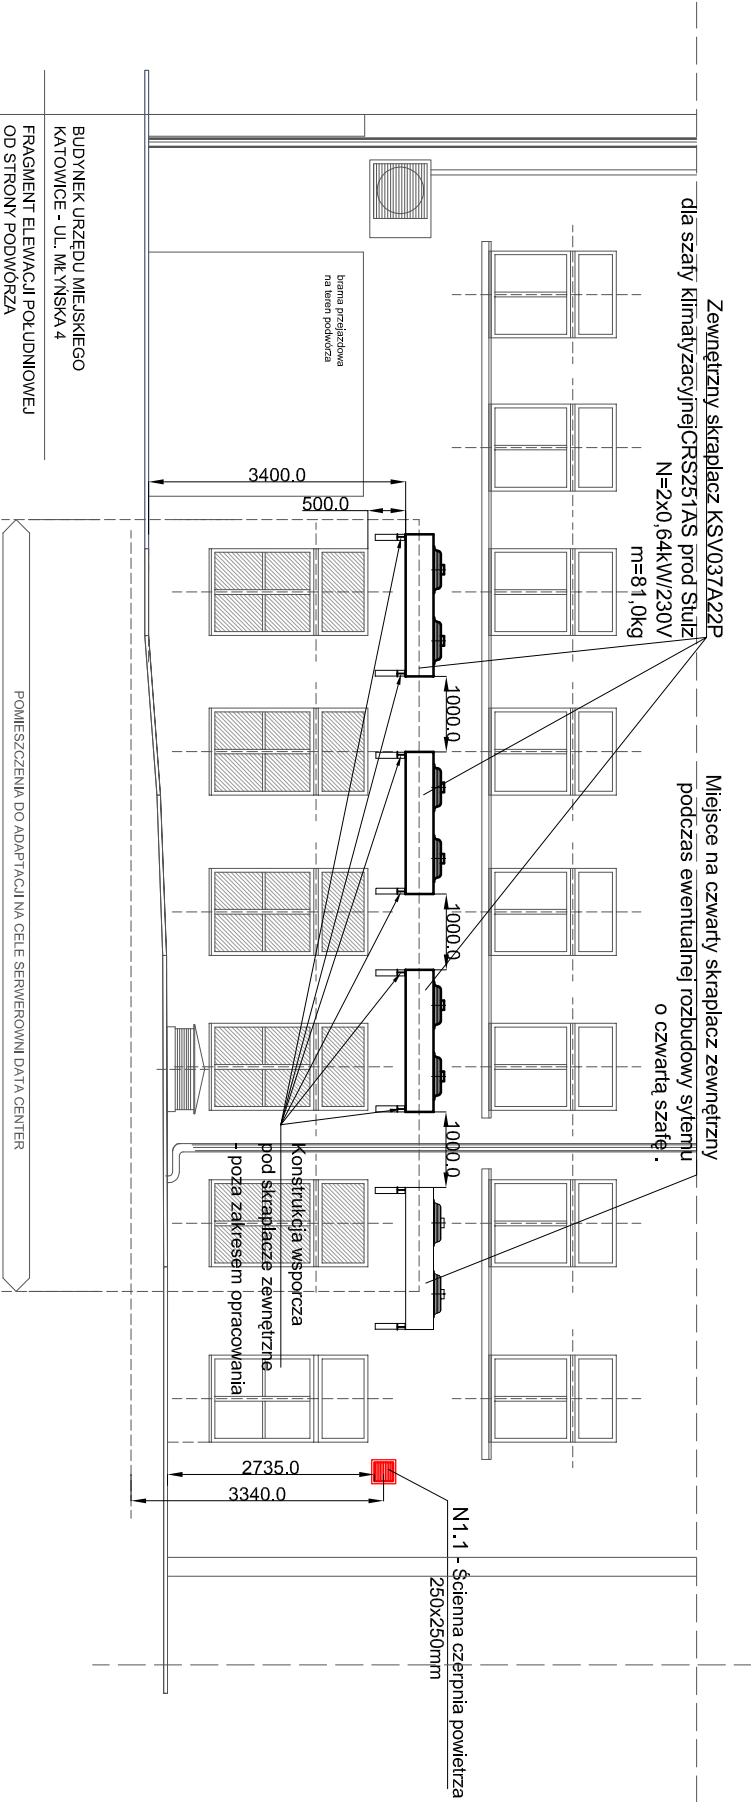 Zewnętrzny skraplacz KSV037A22P
dla szafy klimatyzacyjnejCRS251AS prod Stulz
N=2x0,64kW/230V
m=81,0kg
Miejsce na czwarty skraplacz zewnętrzny
podczas ewentualnej rozbudowy sytemu
o czwartą szafę .
brama przejazdowa
na teren podwórza
3400.0
500.0
1000.0
1000.0
1000.0
Konstrukcja wsporcza
pod skraplacze zewnętrzne
- poza zakresem opracowania
2735.0
3340.0
N1.1 - Ścienna czerpnia powietrza
250x250mm
BUDYNEK URZĘDU MIEJSKIEGO
KATOWICE - UL. MŁYŃSKA 4
FRAGMENT ELEWACJI POŁUDNIOWEJ
OD STRONY PODWÓRZA
POMIESZCZENIA DO ADAPTACJI NA CELE SERWEROWNI DATA CENTER